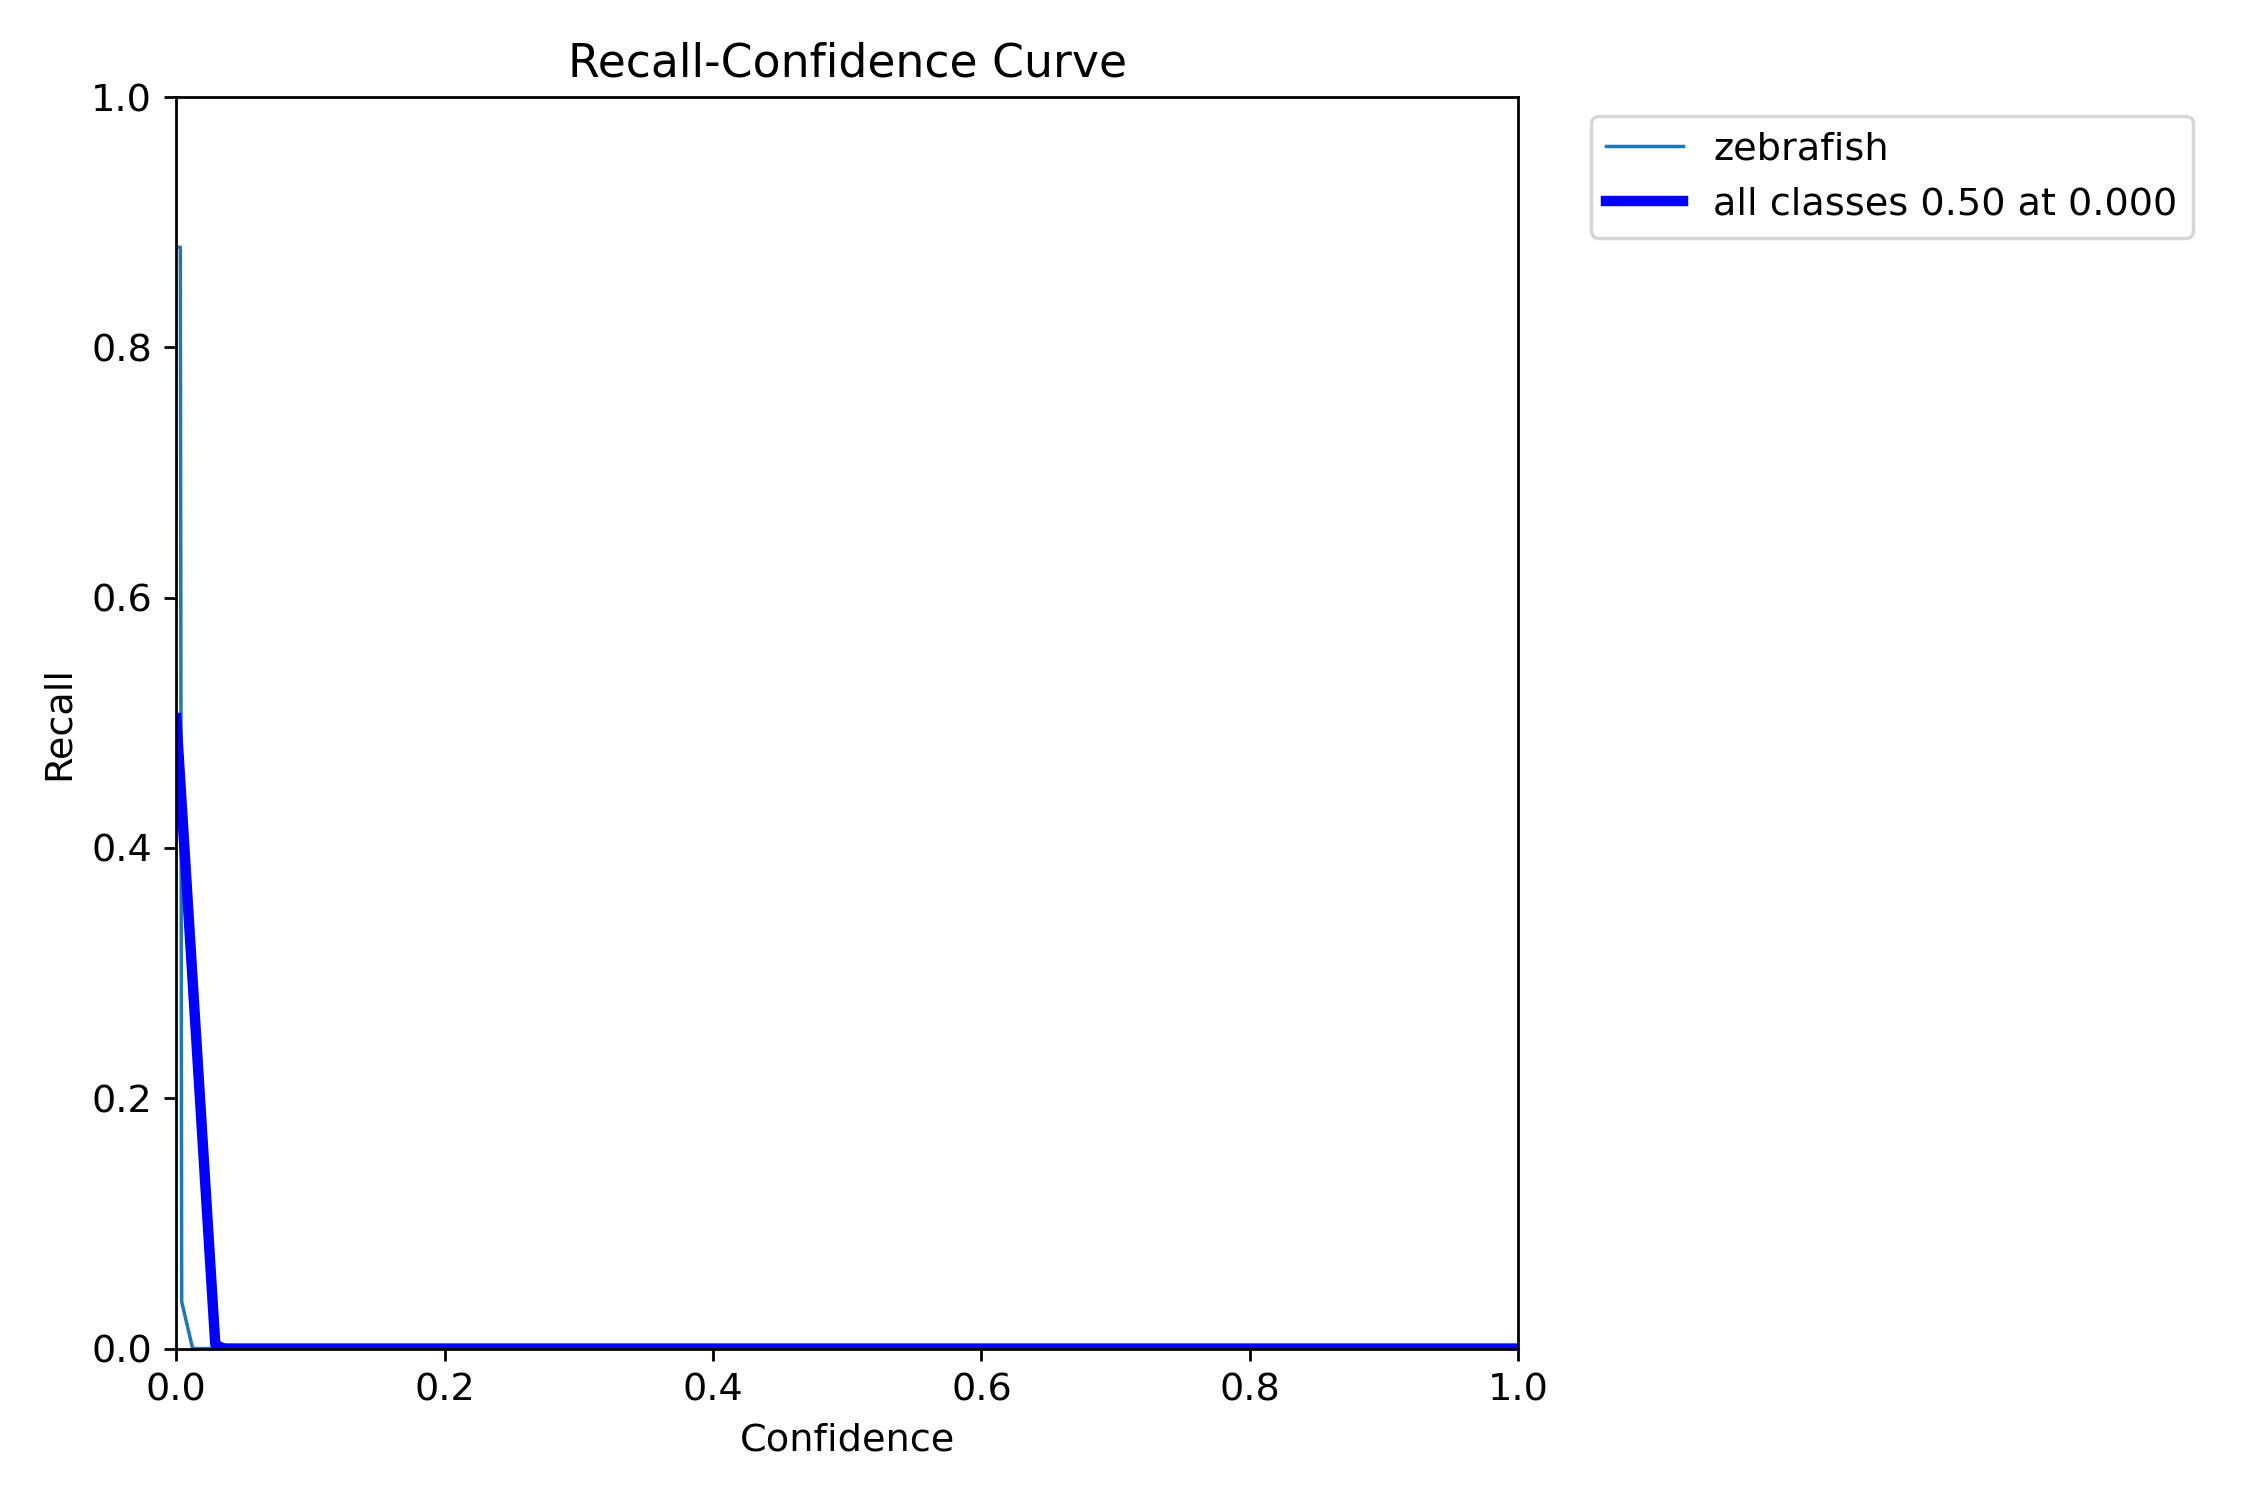 Recall-Confidence Curve
1.0
0.8
0.6
0.4
0.2
0.0
Recall
0.0 0.2 0.4 0.6 0.8 1.0
Confidence
zebrafish
all classes 0.50 at 0.000